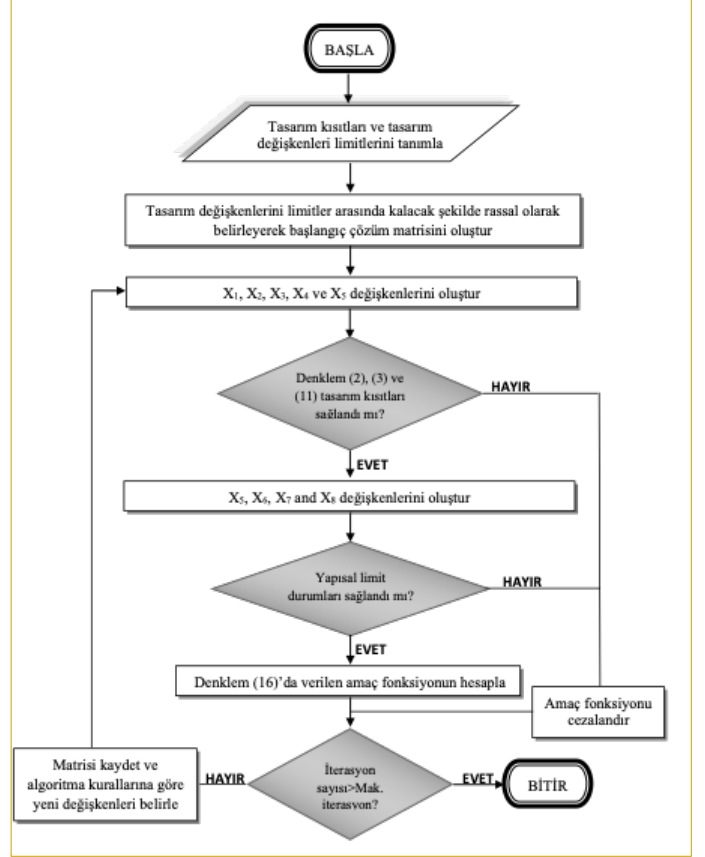 BAŞLA
Tasarım kısıtları ve tasarım
değişkenleri limitlerini tanımla
Tasarım değişkenlerini limitler arasında kalacak şekilde rassal olarak
belirleyerek başlangıç çözüm matrisini oluştur
X₁, X₂, X₃, X₄ ve X₅ değişkenlerini oluştur
Denklem (2), (3) ve
(11) tasarım kısıtları
sağlandı mı?
HAYIR
EVET
X₅, X₆, X₇ and X₈ değişkenlerini oluştur
Yapısal limit
durumları sağlandı mı?
HAYIR
EVET
Denklem (16)’da verilen amaç fonksiyonun hesapla
Amaç fonksiyonu
cezalandır
Matrisi kaydet ve
algoritma kurallarına göre
yeni değişkenleri belirle
HAYIR
İterasyon
sayısı>Mak.
iterasyon?
EVET
BİTİR